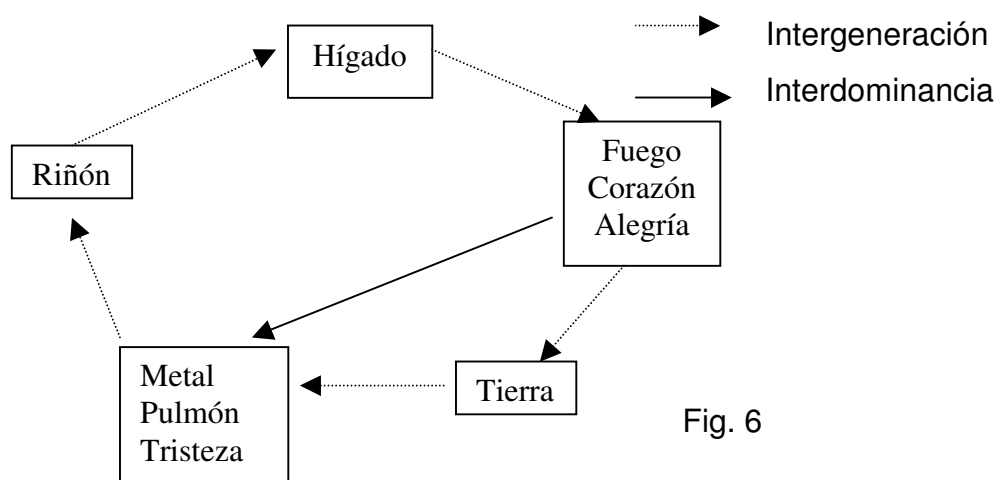 Hígado
Intergeneración
Interdominancia
Riñón
Fuego
Corazón
Alegría
Metal
Pulmón
Tristeza
Tierra
Fig. 6